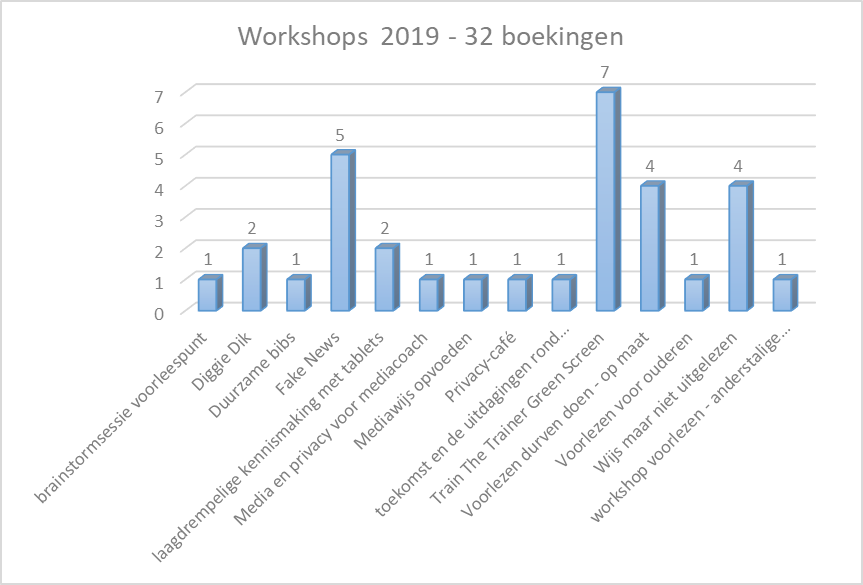 Workshops 2019 - 32 boekingen
7
6
5
4
3
2
1
0
1
2
1
5
2
1
1
1
1
7
4
1
4
1
brainstormsessie voorleespunt
Diggie Dik
Duurzame bibs
Fake News
laagdrempelige kennismaking met tablets
Media en privacy voor mediacoach
Mediawijs opvoeden
Privacy-café
toekomst en de uitdagingen rond...
Train The Trainer Green Screen
Voorlezen durven doen - op maat
Voorlezen voor ouderen
Wijs maar niet uitgelezen
workshop voorlezen - anderstalige...